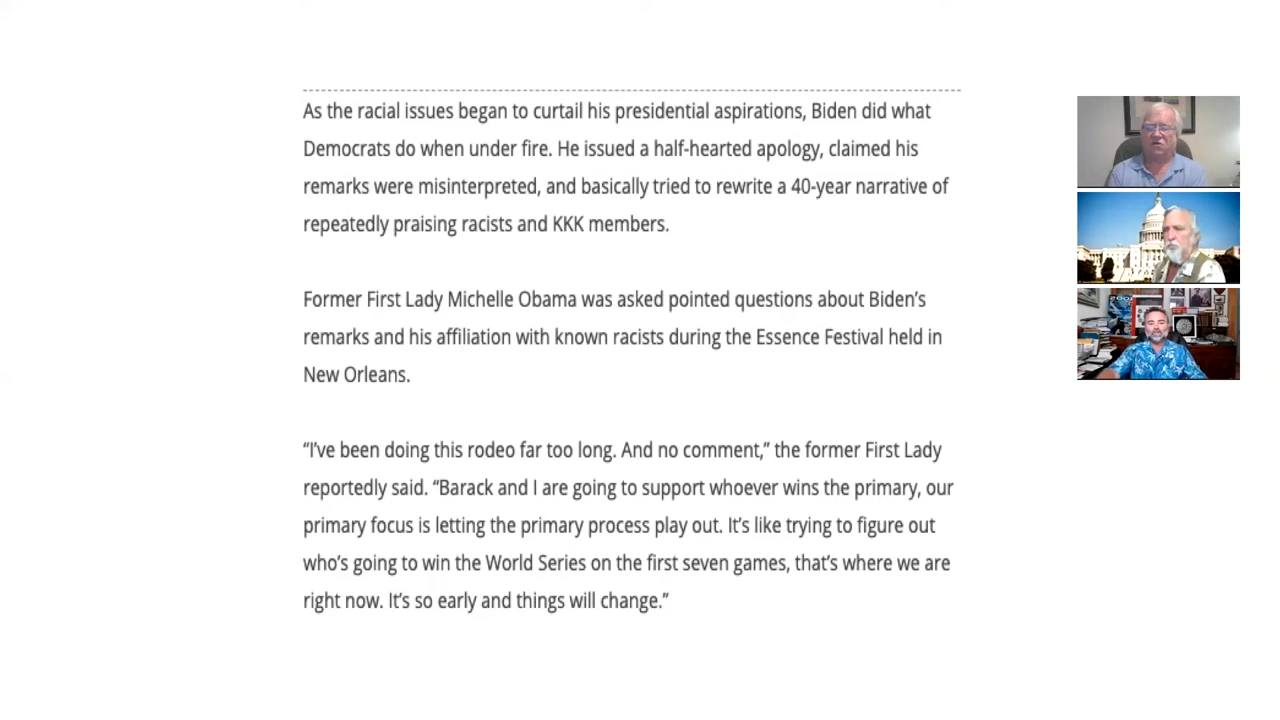 As the racial issues began to curtail his presidential aspirations, Biden did what
Democrats do when under fire. He issued a half-hearted apology, claimed his
remarks were misinterpreted, and basically tried to rewrite a 40-year narrative of
repeatedly praising racists and KKK members.
Former First Lady Michelle Obama was asked pointed questions about Biden’s
remarks and his affiliation with known racists during the Essence Festival held in
New Orleans.
“I’ve been doing this rodeo far too long. And no comment,” the former First Lady
reportedly said. “Barack and I are going to support whoever wins the primary, our
primary focus is letting the primary process play out. It’s like trying to figure out
who’s going to win the World Series on the first seven games, that’s where we are
right now. It’s so early and things will change.”